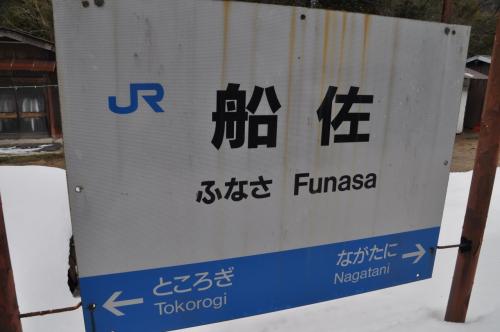 JR
船佐
ふなさ Funasa
ところぎ
Tokorogi
ながたに
Nagatani